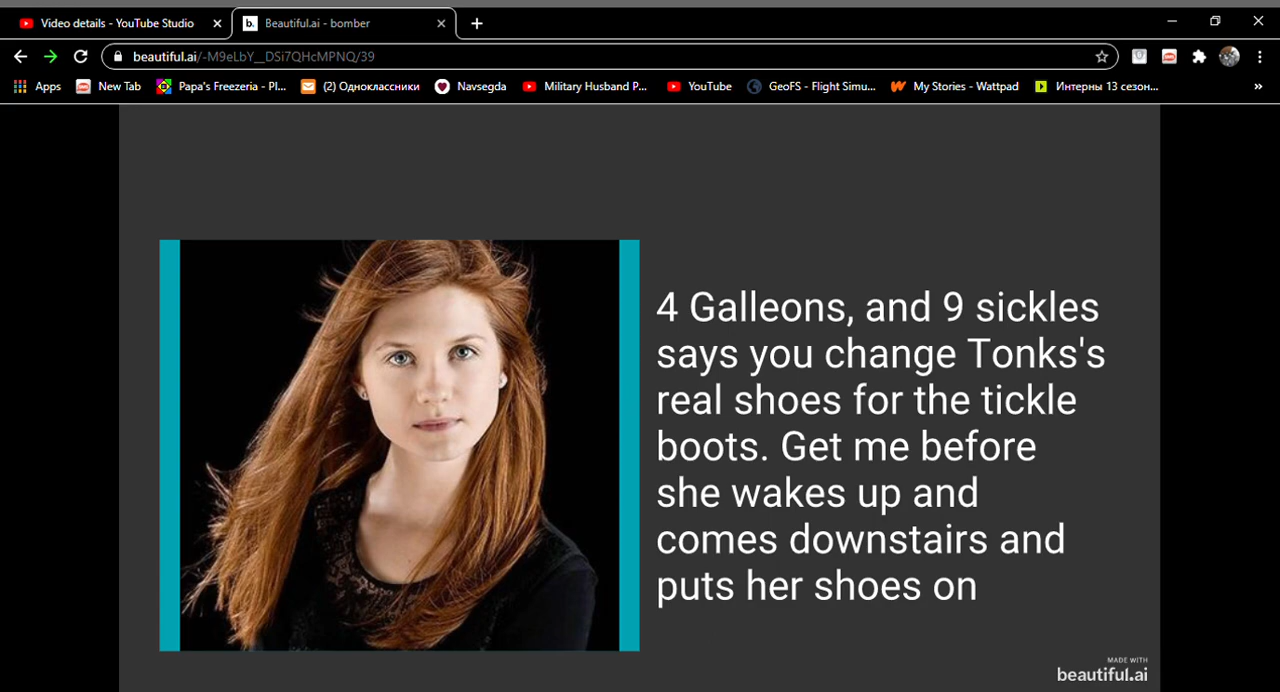 Video details - YouTube Studio
b. Beautiful.ai - bomber
beautiful.ai/-M9eLbY__DSi7QHcMPNQ/39
Apps
New Tab
Papa's Freezeria - Pl...
(2) Одноклассники
Navsegda
Military Husband P...
YouTube
GeoFS - Flight Simu...
My Stories - Wattpad
Интерны 13 сезон...
»
4 Galleons, and 9 sickles
says you change Tonks's
real shoes for the tickle
boots. Get me before
she wakes up and
comes downstairs and
puts her shoes on
MADE WITH
beautiful.ai